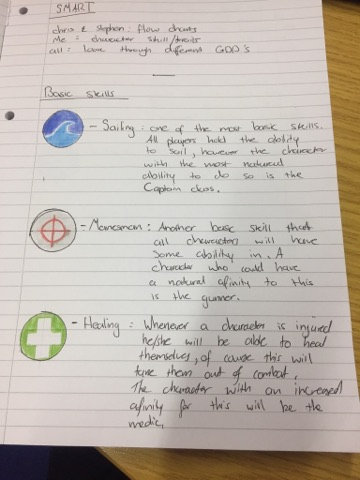 SMART
chris & stephen: flow charts
Me: character skill/traits
all: look through different GDD's
Basic skills
- Sailing: one of the most basic skills.
All players hold the ability
to sail, however the character
with the most natural
ability to do so is the
Captain class.
- Marksman: Another basic skill that
all characters will have
some ability in. A
character who could have
a natural afinity to this
is the gunner.
- Healing: Whenever a character is injured
he/she will be able to heal
themselves, of cause this will
take them out of combat.
The character with an increased
afinity for this will be the
medic.